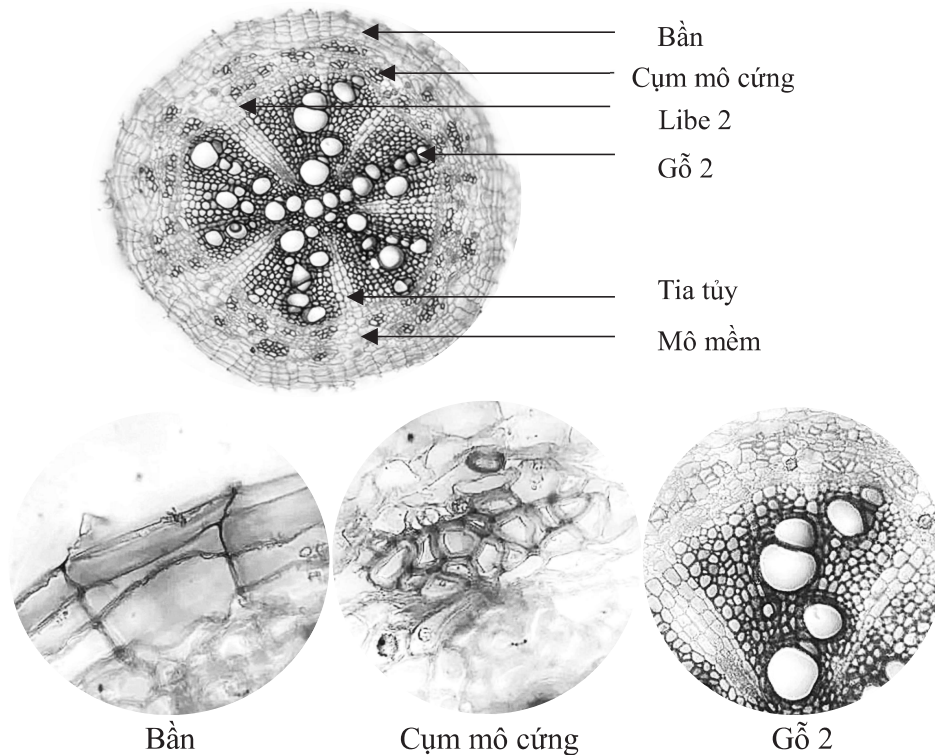 Bần
Cụm mô cứng
Libe 2
Gỗ 2
Tia tủy
Mô mềm
Bần
Cụm mô cứng
Gỗ 2